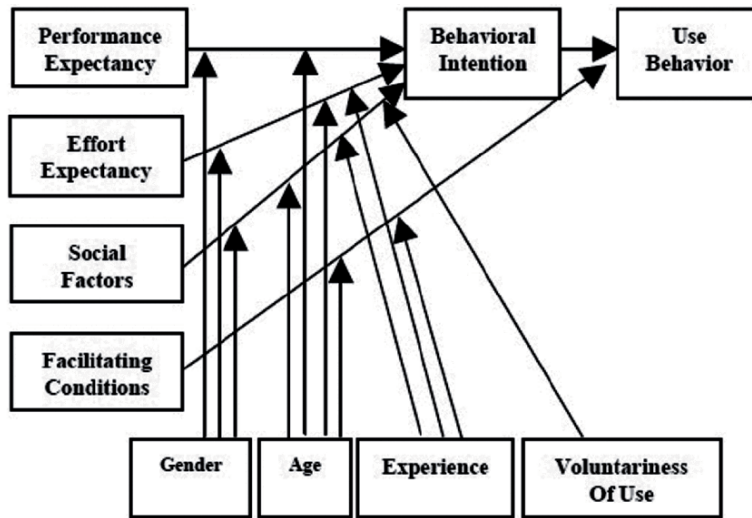 Performance
Expectancy
Behavioral
Intention
Use
Behavior
Effort
Expectancy
Social
Factors
Facilitating
Conditions
Gender
Age
Experience
Voluntariness
Of Use